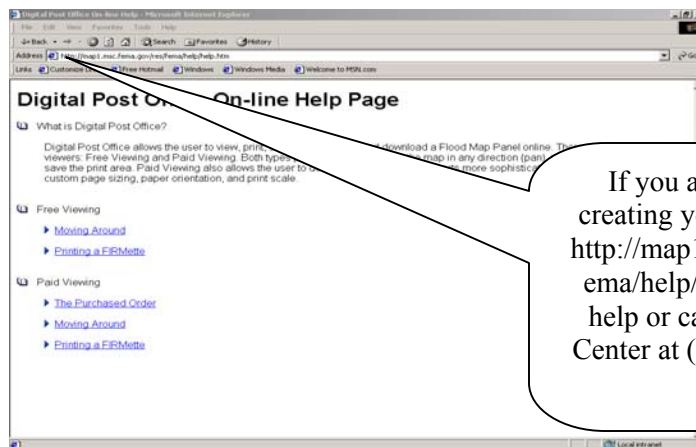 Digital Post Office On-line Help - Microsoft Internet Explorer
File Edit View Favorites Tools Help
Back Search Favorites History
Address http://map1.msc.fema.gov/res/fema/help/help.htm Go
Links Customize Free Hotmail Windows Windows Media Welcome to MSN.com
Digital Post On-line Help Page
What is Digital Post Office?
Digital Post Office allows the user to view, print, download a Flood Map Panel online.
viewers: Free Viewing and Paid Viewing. Both types map in any direction (pan)
save the print area. Paid Viewing also allows the user to more
custom page sizing, paper orientation, and print scale.
Free Viewing
Moving Around
Printing a FIRMette
Paid Viewing
The Purchased Order
Moving Around
Printing a FIRMette
If you a
creating y
http://map1
ema/help/
help or ca
Center at (
Local intranet